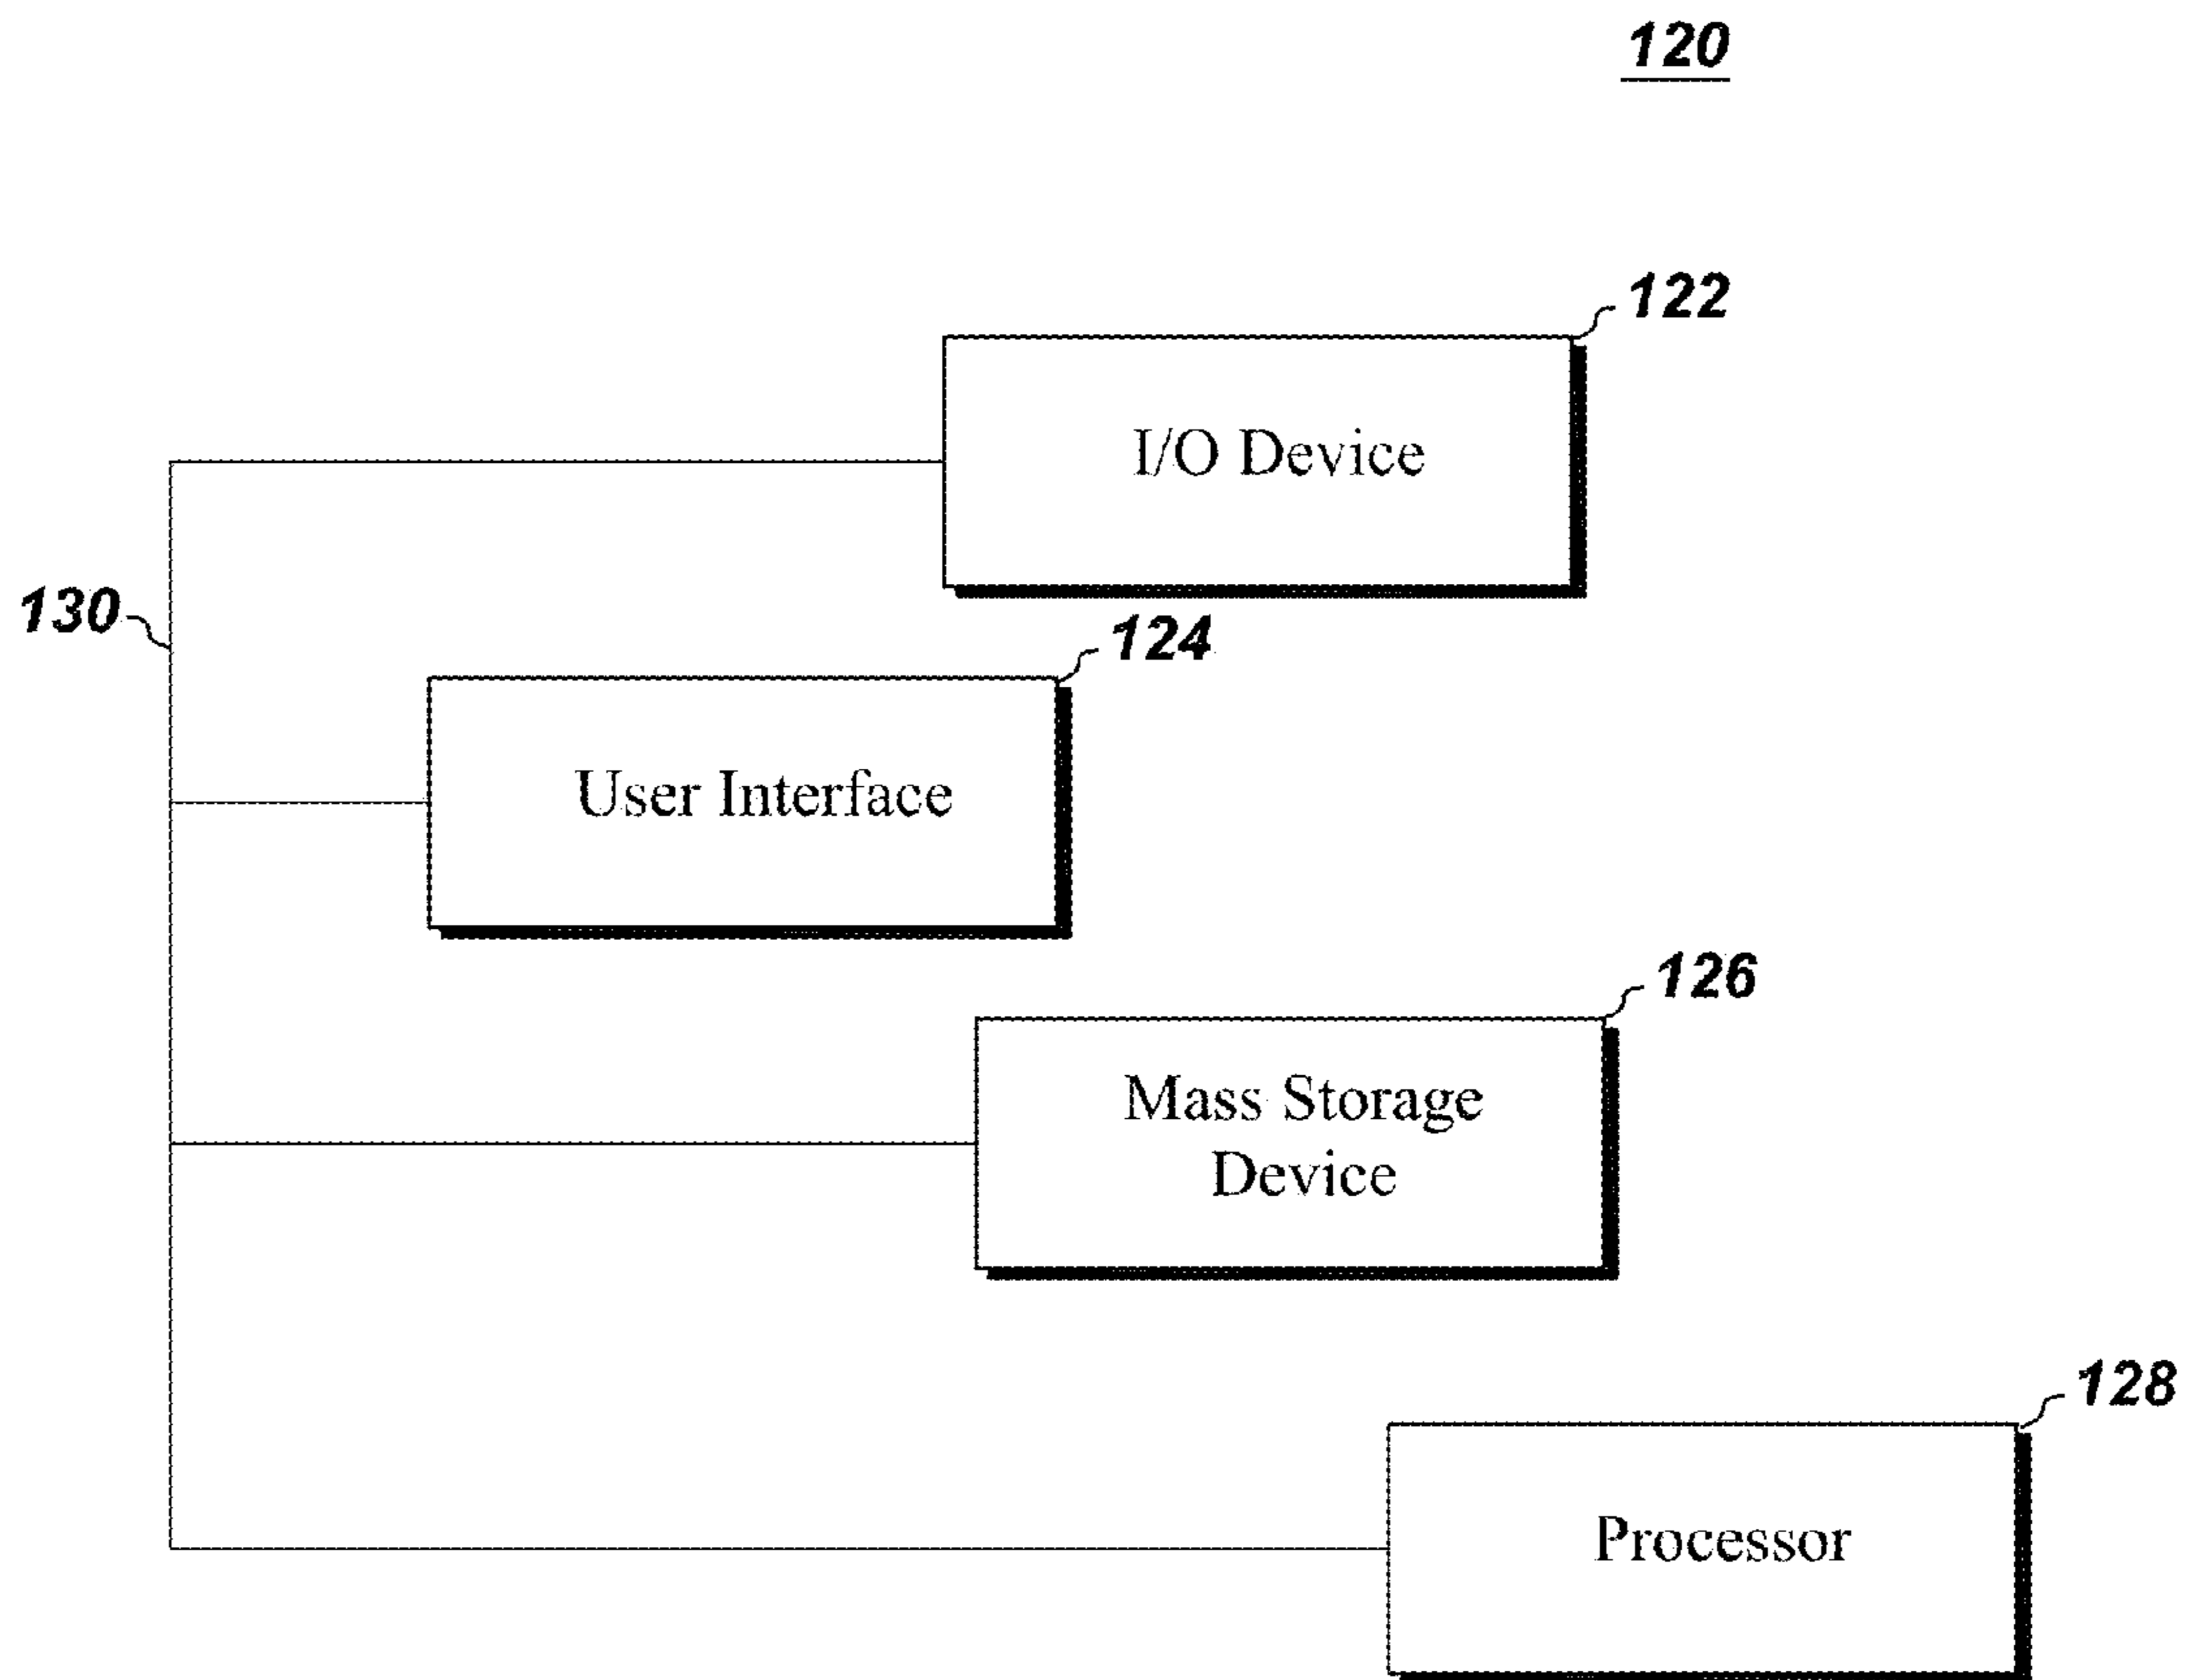 120
122
I/O Device
130
124
User Interface
126
Mass Storage
Device
128
Processor